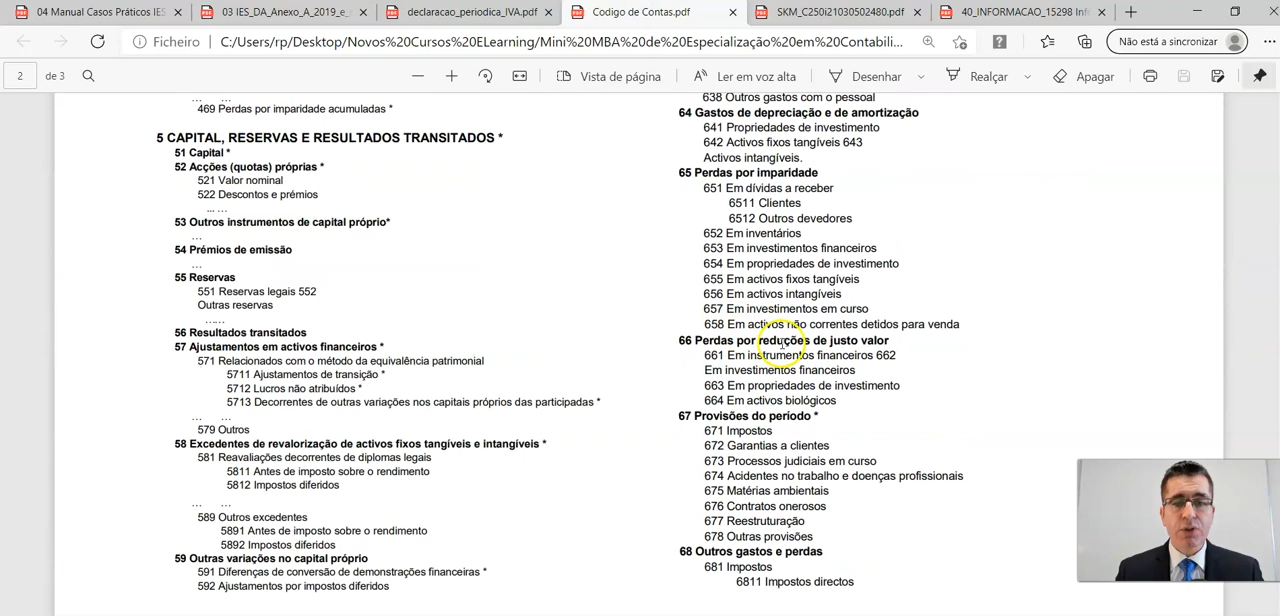 04 Manual Casos Práticos IES
03 IES_DA_Anexo_A_2019_e_
declaracao_periodica_IVA.pdf
Codigo de Contas.pdf
SKM_C250i21030502480.pdf
40_INFORMACAO_15298 Inf
Ficheiro
C:/Users/rp/Desktop/Novos%20Cursos%20ELearning/Mini%20MBA%20de%20Especialização%20em%20Contabili...
Não está a sincronizar
2
de 3
Vista de página
Ler em voz alta
Desenhar
Realçar
Apagar
... ...
469 Perdas por imparidade acumuladas *
5 CAPITAL, RESERVAS E RESULTADOS TRANSITADOS *
51 Capital *
52 Acções (quotas) próprias *
521 Valor nominal
522 Descontos e prémios
... ...
53 Outros instrumentos de capital próprio*
...
54 Prémios de emissão
...
55 Reservas
551 Reservas legais 552
Outras reservas
......
56 Resultados transitados
57 Ajustamentos em activos financeiros *
571 Relacionados com o método da equivalência patrimonial
5711 Ajustamentos de transição *
5712 Lucros não atribuídos *
5713 Decorrentes de outras variações nos capitais próprios das participadas *
... ...
579 Outros
58 Excedentes de revalorização de activos fixos tangíveis e intangíveis *
581 Reavaliações decorrentes de diplomas legais
5811 Antes de imposto sobre o rendimento
5812 Impostos diferidos
... ...
589 Outros excedentes
5891 Antes de imposto sobre o rendimento
5892 Impostos diferidos
59 Outras variações no capital próprio
591 Diferenças de conversão de demonstrações financeiras *
592 Ajustamentos por impostos diferidos
638 Outros gastos com o pessoal
64 Gastos de depreciação e de amortização
641 Propriedades de investimento
642 Activos fixos tangíveis 643
Activos intangíveis.
65 Perdas por imparidade
651 Em dívidas a receber
6511 Clientes
6512 Outros devedores
652 Em inventários
653 Em investimentos financeiros
654 Em propriedades de investimento
655 Em activos fixos tangíveis
656 Em activos intangíveis
657 Em investimentos em curso
658 Em activos não correntes detidos para venda
66 Perdas por reduções de justo valor
661 Em instrumentos financeiros 662
Em investimentos financeiros
663 Em propriedades de investimento
664 Em activos biológicos
67 Provisões do período *
671 Impostos
672 Garantias a clientes
673 Processos judiciais em curso
674 Acidentes no trabalho e doenças profissionais
675 Matérias ambientais
676 Contratos onerosos
677 Reestruturação
678 Outras provisões
68 Outros gastos e perdas
681 Impostos
6811 Impostos directos